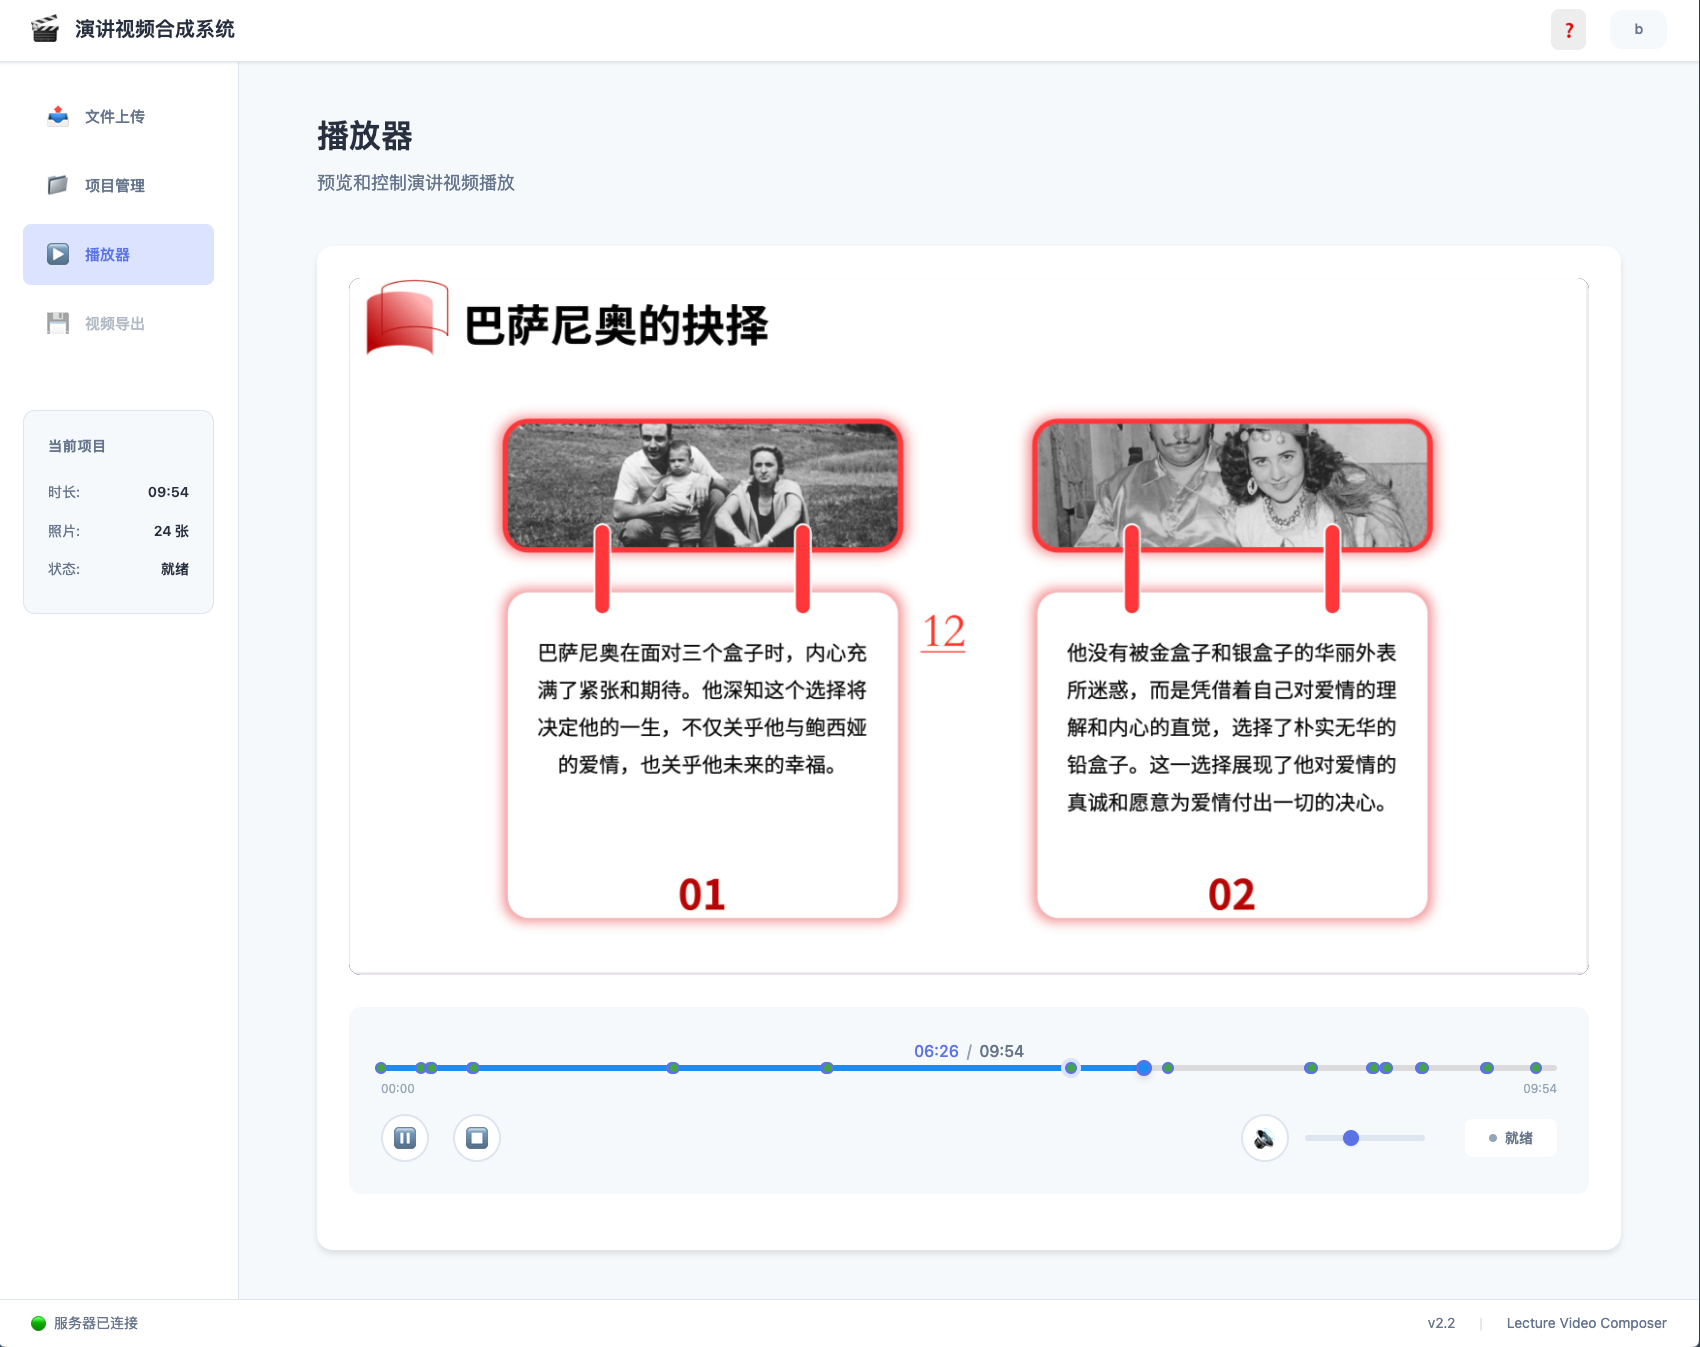 演讲视频合成系统
?
b
文件上传
项目管理
播放器
视频导出
当前项目
时长: 09:54
照片: 24 张
状态: 就绪
播放器
预览和控制演讲视频播放
巴萨尼奥的抉择
巴萨尼奥在面对三个盒子时，内心充
满了紧张和期待。他深知这个选择将
决定他的一生，不仅关乎他与鲍西娅
的爱情，也关乎他未来的幸福。
01
12
他没有被金盒子和银盒子的华丽外表
所迷惑，而是凭借着自己对爱情的理
解和内心的直觉，选择了朴实无华的
铅盒子。这一选择展现了他对爱情的
真诚和愿意为爱情付出一切的决心。
02
06:26 / 09:54
00:00
09:54
就绪
服务器已连接
v2.2 | Lecture Video Composer